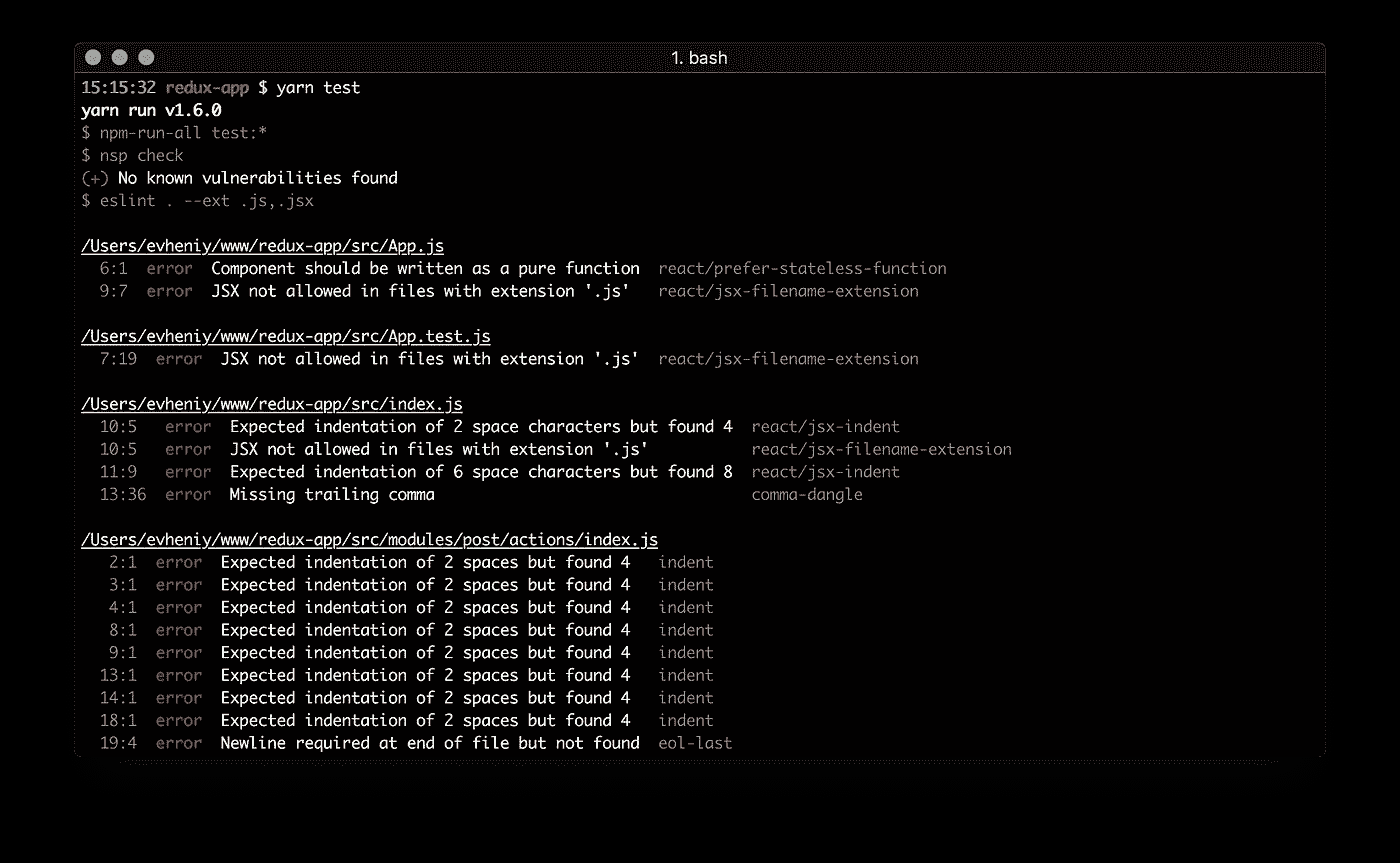 1. bash
15:15:32 redux-app $ yarn test
yarn run v1.6.0
$ npm-run-all test:*
$ nsp check
(+) No known vulnerabilities found
$ eslint . --ext .js,.jsx
/Users/evheniy/www/redux-app/src/App.js
6:1 error Component should be written as a pure function react/prefer-stateless-function
9:7 error JSX not allowed in files with extension '.js' react/jsx-filename-extension
/Users/evheniy/www/redux-app/src/App.test.js
7:19 error JSX not allowed in files with extension '.js' react/jsx-filename-extension
/Users/evheniy/www/redux-app/src/index.js
10:5 error Expected indentation of 2 space characters but found 4 react/jsx-indent
10:5 error JSX not allowed in files with extension '.js' react/jsx-filename-extension
11:9 error Expected indentation of 6 space characters but found 8 react/jsx-indent
13:36 error Missing trailing comma comma-dangle
/Users/evheniy/www/redux-app/src/modules/post/actions/index.js
2:1 error Expected indentation of 2 spaces but found 4 indent
3:1 error Expected indentation of 2 spaces but found 4 indent
4:1 error Expected indentation of 2 spaces but found 4 indent
8:1 error Expected indentation of 2 spaces but found 4 indent
9:1 error Expected indentation of 2 spaces but found 4 indent
13:1 error Expected indentation of 2 spaces but found 4 indent
14:1 error Expected indentation of 2 spaces but found 4 indent
18:1 error Expected indentation of 2 spaces but found 4 indent
19:4 error Newline required at end of file but not found eol-last